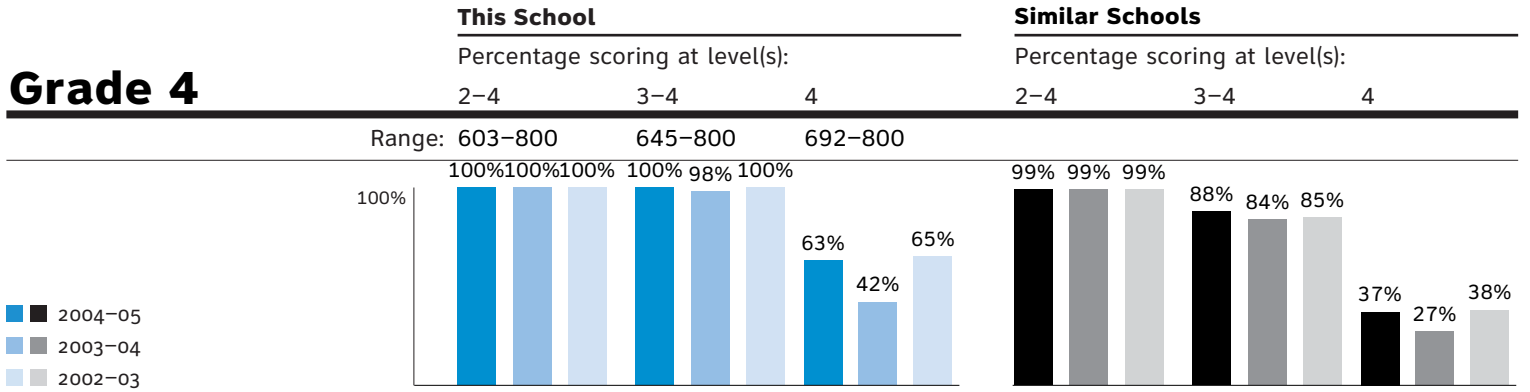 This School Similar Schools
Percentage scoring at level(s): Percentage scoring at level(s):
Grade 4 2–4 3–4 4 2–4 3–4 4
Range: 603–800 645–800 692–800
100% 100% 100% 100% 98% 100% 99% 99% 99%
100% 88% 84% 85%
63% 42% 65% 37% 27% 38%
2004–05
2003–04
2002–03